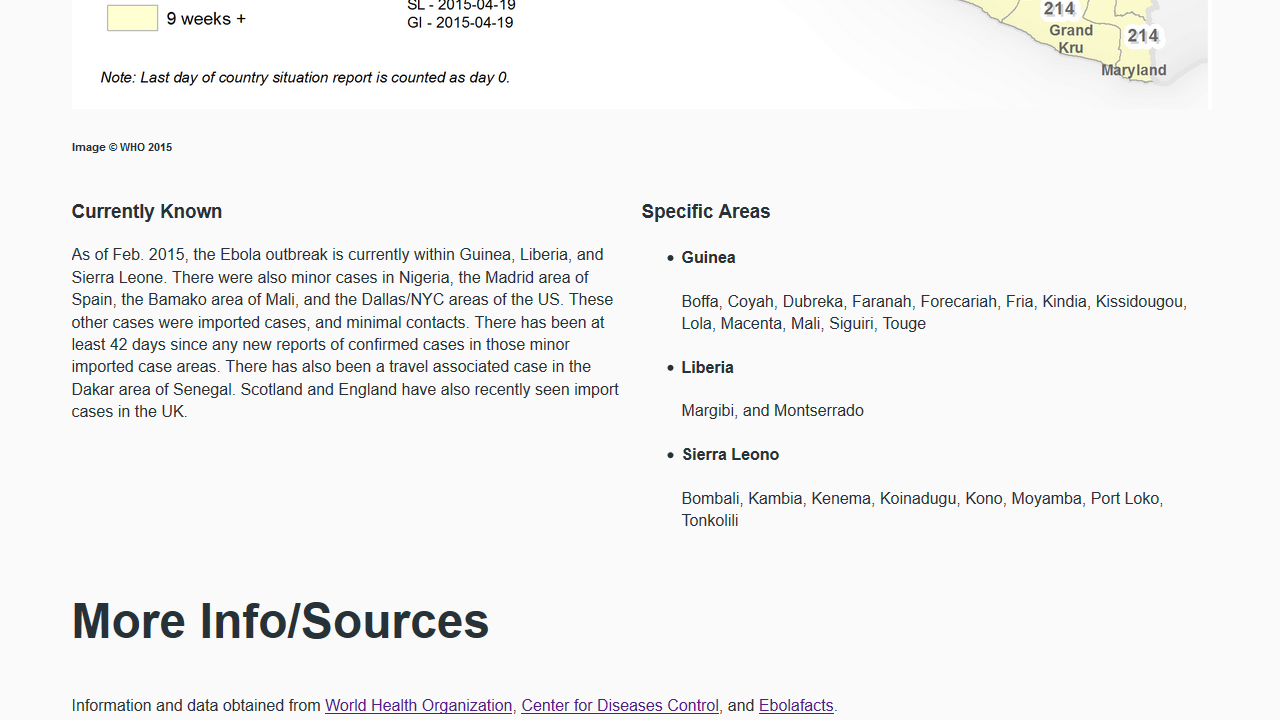 SL - 2015-04-19
9 weeks +
GI - 2015-04-19
Note: Last day of country situation report is counted as day 0.
214
Grand
Kru
214
Maryland
Image © WHO 2015
Currently Known
As of Feb. 2015, the Ebola outbreak is currently within Guinea, Liberia, and
Sierra Leone. There were also minor cases in Nigeria, the Madrid area of
Spain, the Bamako area of Mali, and the Dallas/NYC areas of the US. These
other cases were imported cases, and minimal contacts. There has been at
least 42 days since any new reports of confirmed cases in those minor
imported case areas. There has also been a travel associated case in the
Dakar area of Senegal. Scotland and England have also recently seen import
cases in the UK.
Specific Areas
• Guinea
Boffa, Coyah, Dubreka, Faranah, Forecariah, Fria, Kindia, Kissidougou,
Lola, Macenta, Mali, Siguiri, Touge
• Liberia
Margibi, and Montserrado
• Sierra Leono
Bombali, Kambia, Kenema, Koinadugu, Kono, Moyamba, Port Loko,
Tonkolili
More Info/Sources
Information and data obtained from World Health Organization, Center for Diseases Control, and Ebolafacts.